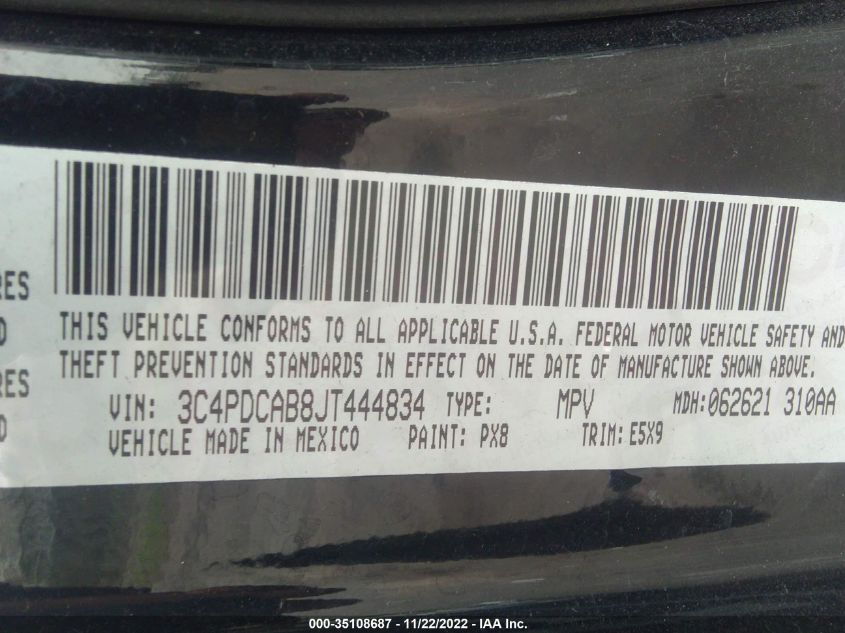 RES
D
RES
D
THIS VEHICLE CONFORMS TO ALL APPLICABLE U.S.A. FEDERAL MOTOR VEHICLE SAFETY AND
THEFT PREVENTION STANDARDS IN EFFECT ON THE DATE OF MANUFACTURE SHOWN ABOVE.
VIN: 3C4PDCAB8JT444834 TYPE: MPV MDH:062621 310AA
VEHICLE MADE IN MEXICO PAINT: PX8 TRIM: E5X9
000-35108687 - 11/22/2022 - IAA Inc.